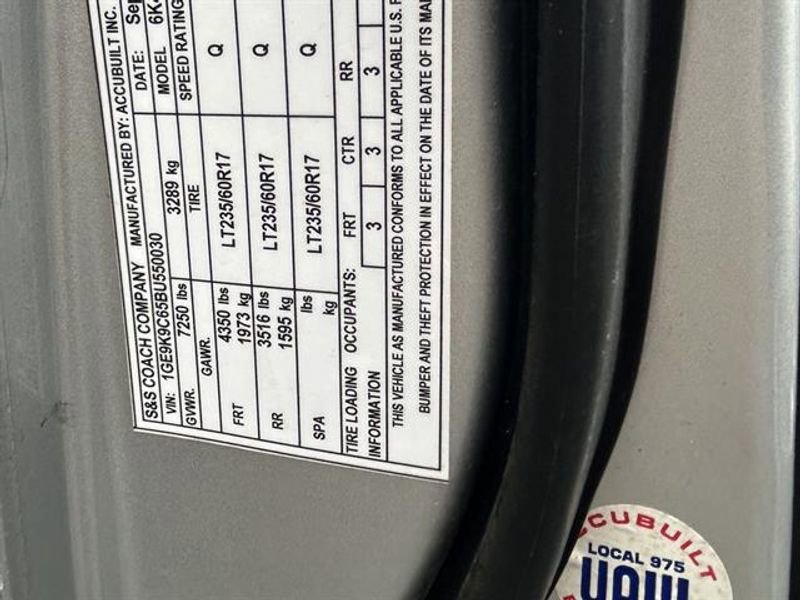 S&S COACH COMPANY MANUFACTURED BY: ACCUBUILT INC.
VIN: 1GE9K9C65BU550030 DATE: Sep
GVWR. 7250 lbs 3289 kg MODEL 6K-
GAWR. TIRE SPEED RATING
FRT 4350 lbs 1973 kg LT235/60R17 Q
RR 3516 lbs 1595 kg LT235/60R17 Q
SPA lbs kg LT235/60R17 Q
TIRE LOADING OCCUPANTS: FRT CTR RR
INFORMATION 3 3 3
THIS VEHICLE AS MANUFACTURED CONFORMS TO ALL APPLICABLE U.S.
BUMPER AND THEFT PROTECTION IN EFFECT ON THE DATE OF ITS
ACCUBUILT
LOCAL 975
UAW